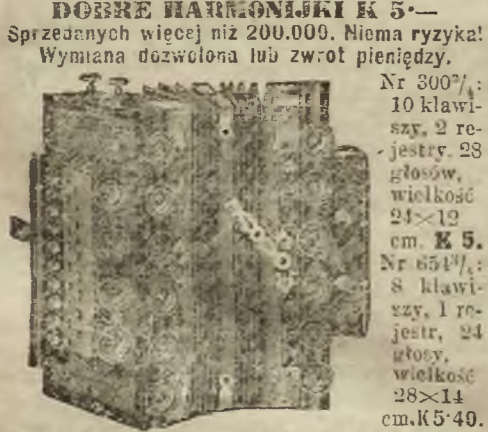 DOBRE HARMONIJKI K 5·—
Sprzedanych więcej niż 200.000. Niema ryzyka!
Wymiana dozwolona lub zwrot pieniędzy.
Nr 300³/₄:
10 klawi-
szy, 2 re-
jestry, 28
głosów,
wielkość
24×12
cm. K 5.
Nr
8 klawi-
szy, 1 re-
jestr, 24
głosy,
wielkość
28×14
cm. K 5·40.